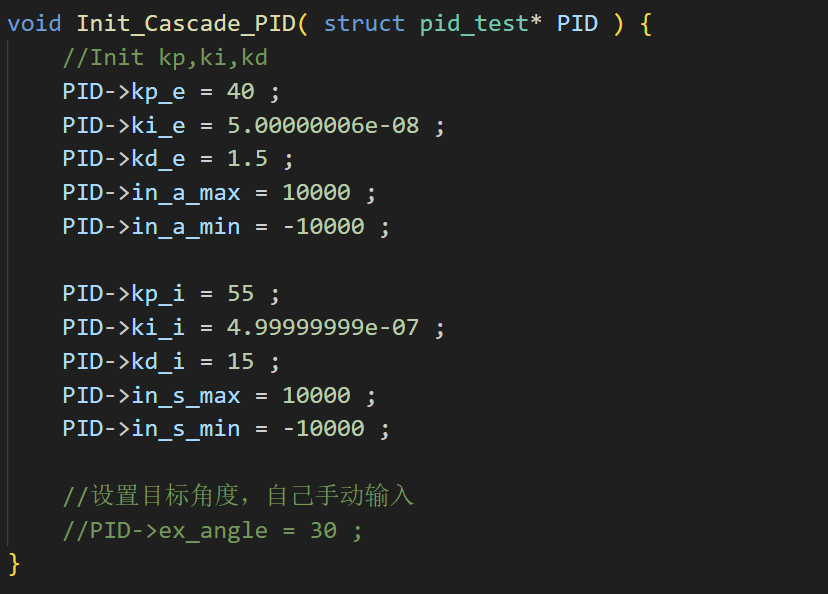 void Init_Cascade_PID( struct pid_test* PID ) {
//Init kp,ki,kd
PID->kp_e = 40 ;
PID->ki_e = 5.00000006e-08 ;
PID->kd_e = 1.5 ;
PID->in_a_max = 10000 ;
PID->in_a_min = -10000 ;
PID->kp_i = 55 ;
PID->ki_i = 4.99999999e-07 ;
PID->kd_i = 15 ;
PID->in_s_max = 10000 ;
PID->in_s_min = -10000 ;
//设置目标角度，自己手动输入
//PID->ex_angle = 30 ;
}